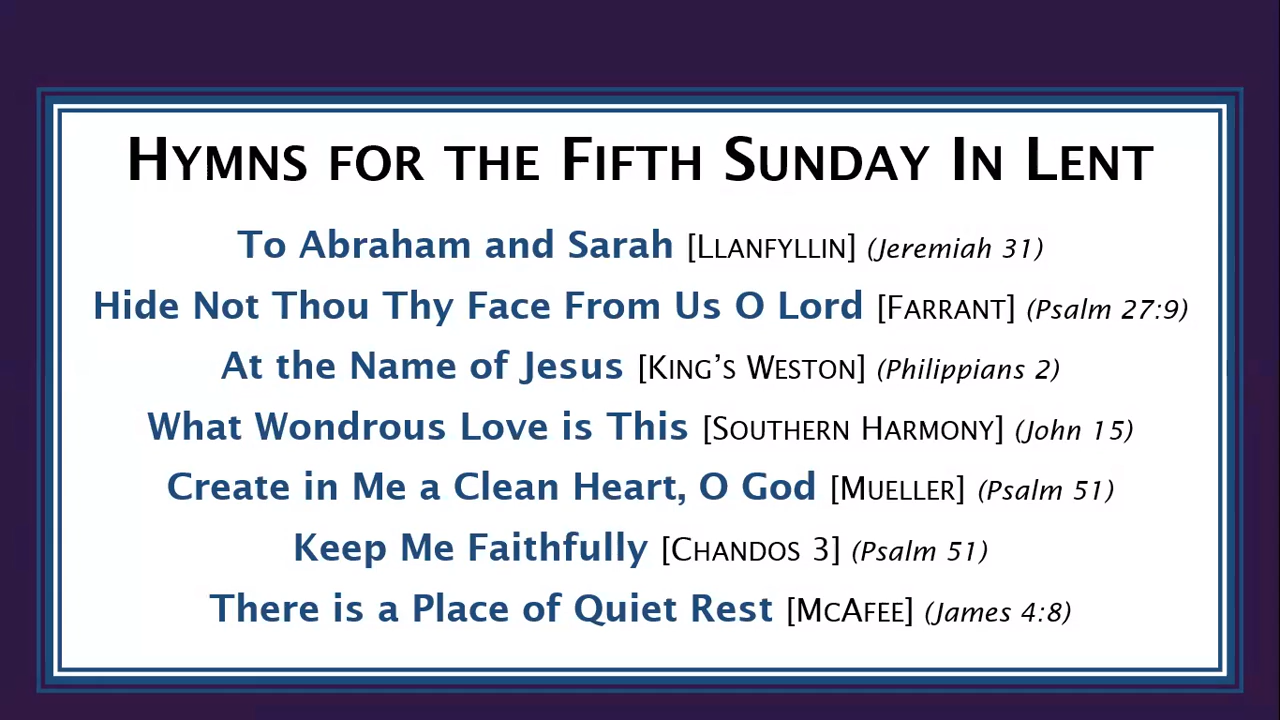 Hymns for the Fifth Sunday In Lent
To Abraham and Sarah [Llanfyllin] (Jeremiah 31)
Hide Not Thou Thy Face From Us O Lord [Farrant] (Psalm 27:9)
At the Name of Jesus [King’s Weston] (Philippians 2)
What Wondrous Love is This [Southern Harmony] (John 15)
Create in Me a Clean Heart, O God [Mueller] (Psalm 51)
Keep Me Faithfully [Chandos 3] (Psalm 51)
There is a Place of Quiet Rest [McAfee] (James 4:8)